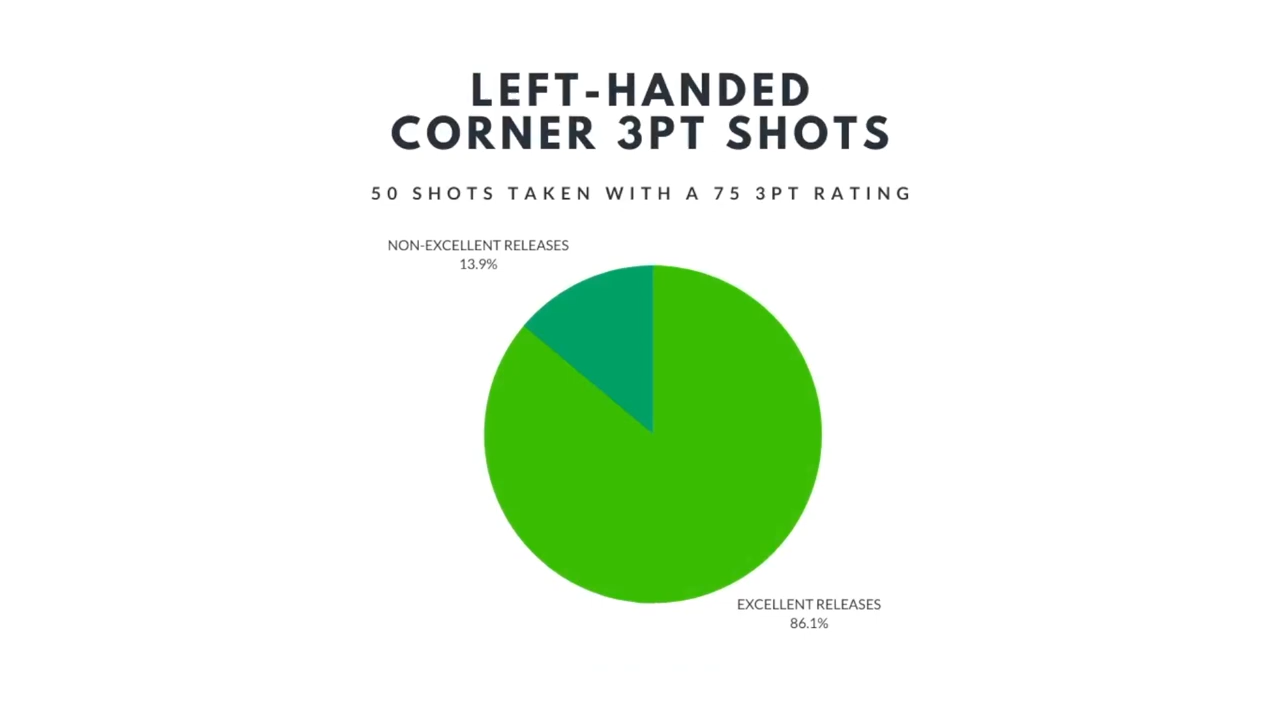 LEFT-HANDED
CORNER 3PT SHOTS
50 SHOTS TAKEN WITH A 75 3PT RATING
NON-EXCELLENT RELEASES
13.9%
EXCELLENT RELEASES
86.1%